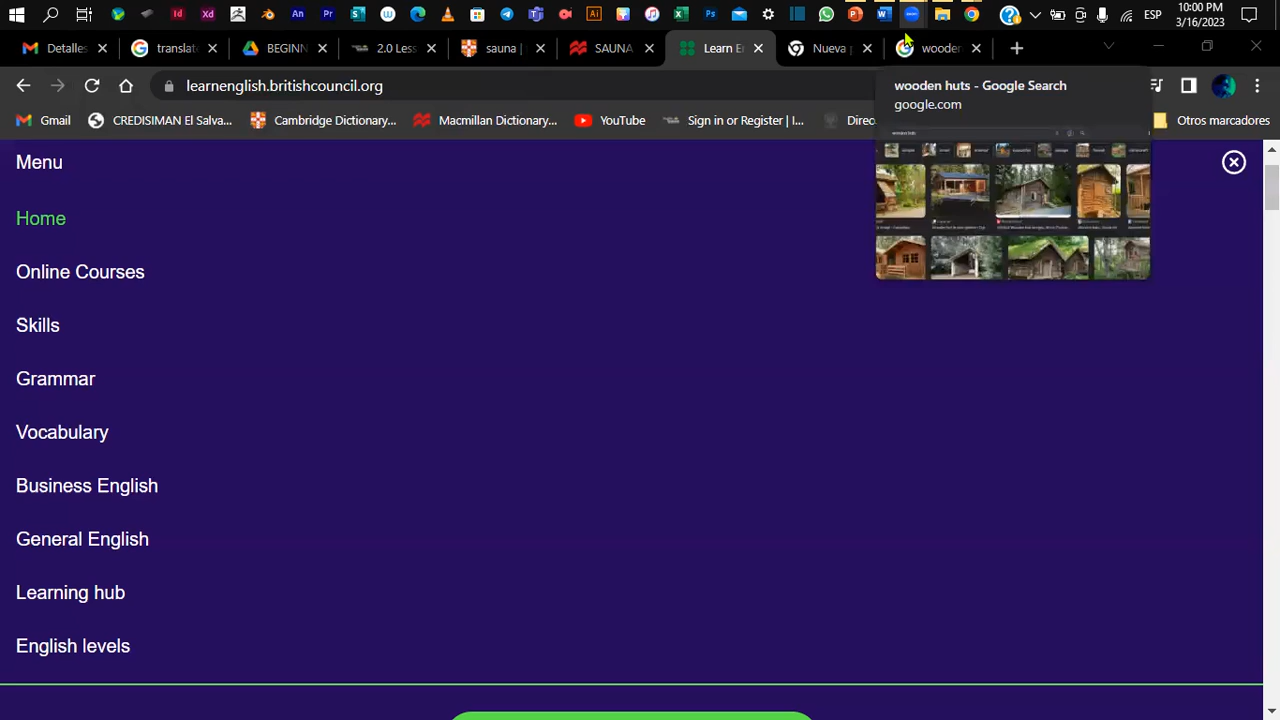 10:00 PM
ESP
3/16/2023
Detalles
translat
BEGINN
2.0 Less
sauna |
SAUNA
Learn E
Nueva p
wooden
learnenglish.britishcouncil.org
Gmail
CREDISIMAN El Salva...
Cambridge Dictionary...
Macmillan Dictionary...
YouTube
Sign in or Register | I...
Direc
Otros marcadores
wooden huts - Google Search
google.com
Menu
Home
Online Courses
Skills
Grammar
Vocabulary
Business English
General English
Learning hub
English levels